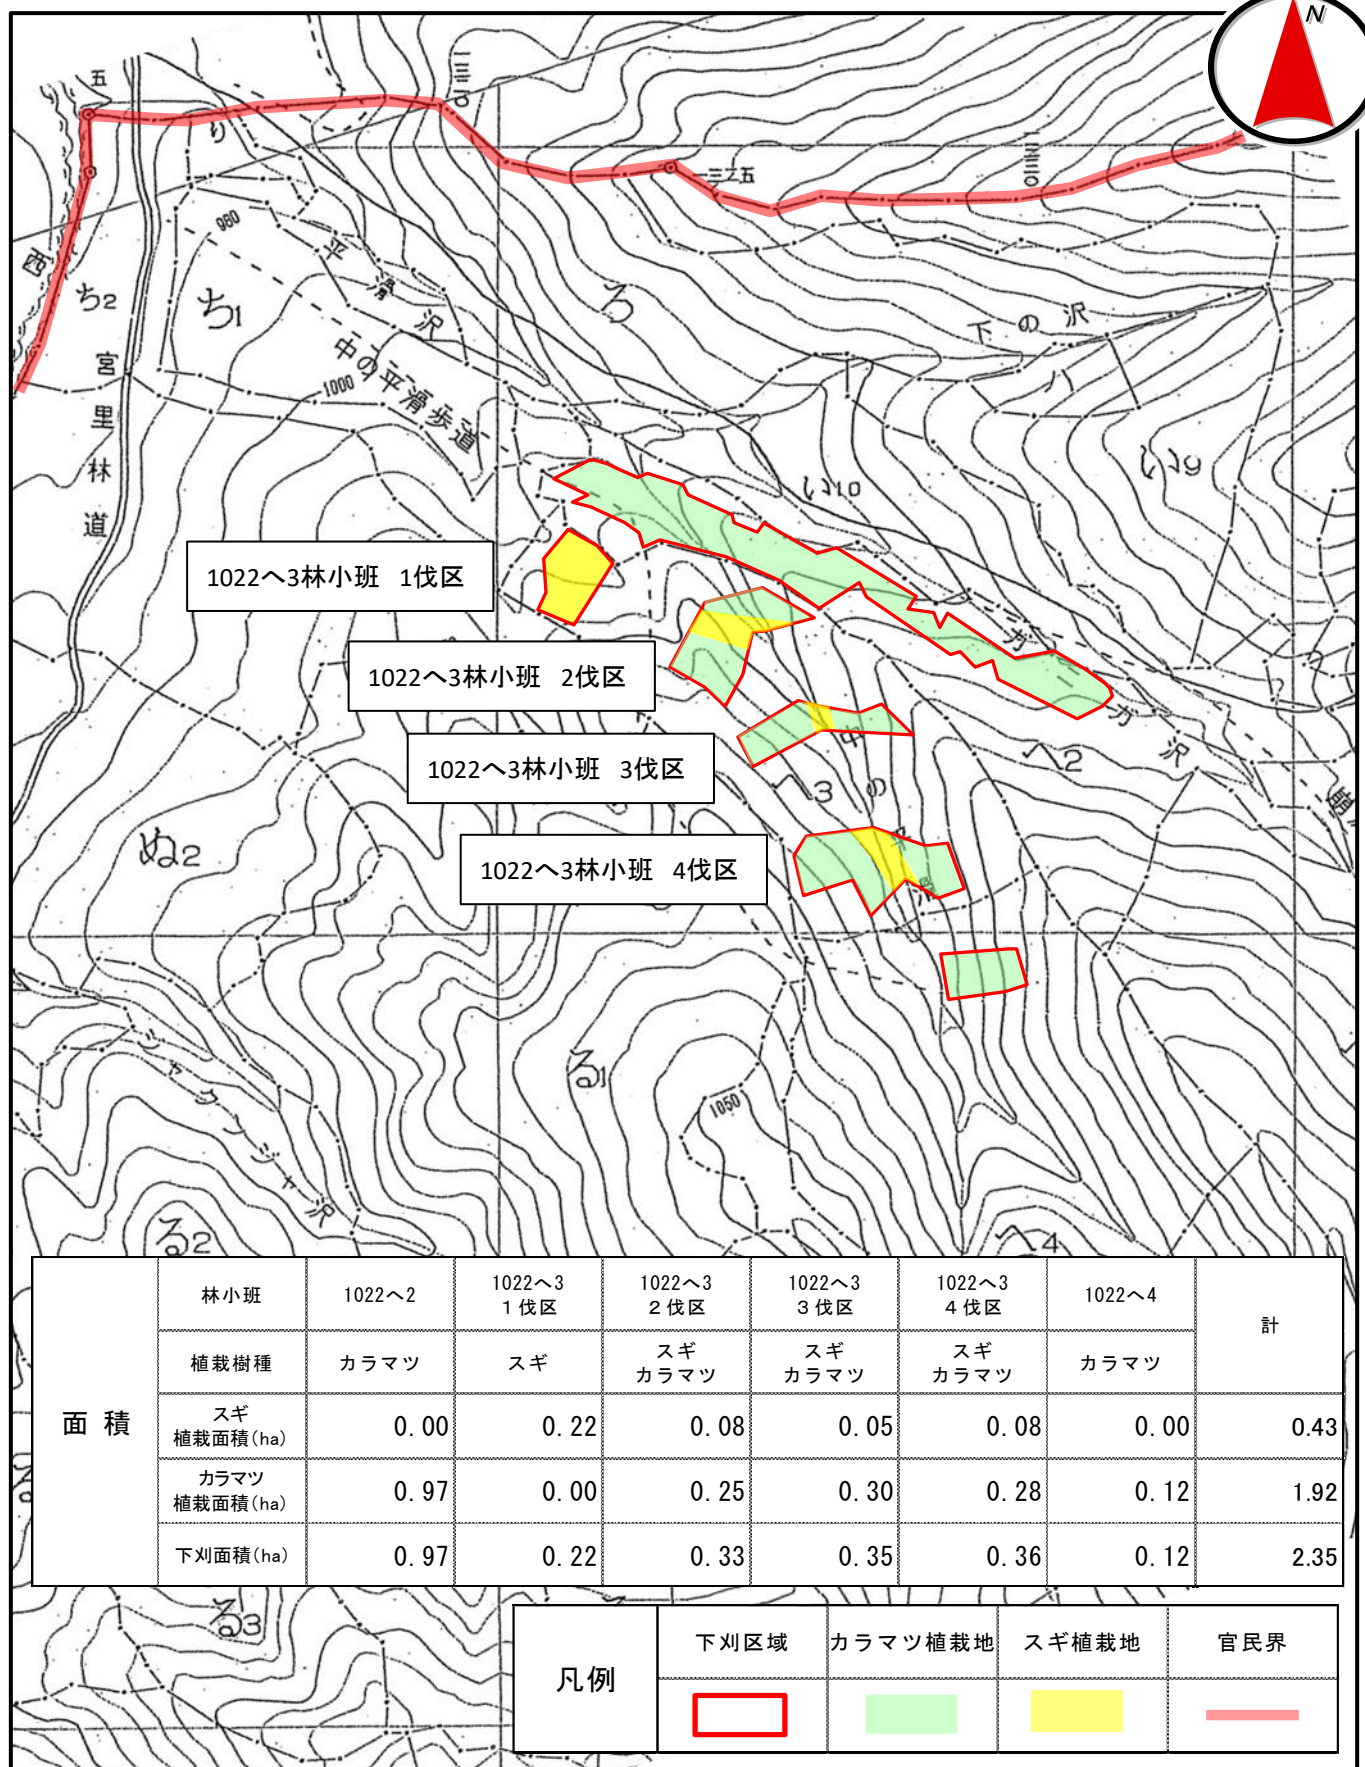 N
五
三三〇
り
三二五
三三〇
980
西
ち2
ち1
平滑沢
ろ
下の沢
中の平滑歩道
1000
宮里林道
ハ
い9
い10
1022へ3林小班 1伐区
1022へ3林小班 2伐区
1022へ3林小班 3伐区
1022へ3林小班 4伐区
ガガ沢
へ2
へ3
中の平沢
ぬ2
る1
1050
る2
へ4
面積
林小班
1022へ2
1022へ3
1伐区
1022へ3
2伐区
1022へ3
3伐区
1022へ3
4伐区
1022へ4
計
植栽樹種
カラマツ
スギ
スギ
カラマツ
スギ
カラマツ
スギ
カラマツ
カラマツ
スギ
植栽面積(ha)
0.00
0.22
0.08
0.05
0.08
0.00
0.43
カラマツ
植栽面積(ha)
0.97
0.00
0.25
0.30
0.28
0.12
1.92
下刈面積(ha)
0.97
0.22
0.33
0.35
0.36
0.12
2.35
る3
凡例
下刈区域
カラマツ植栽地
スギ植栽地
官民界